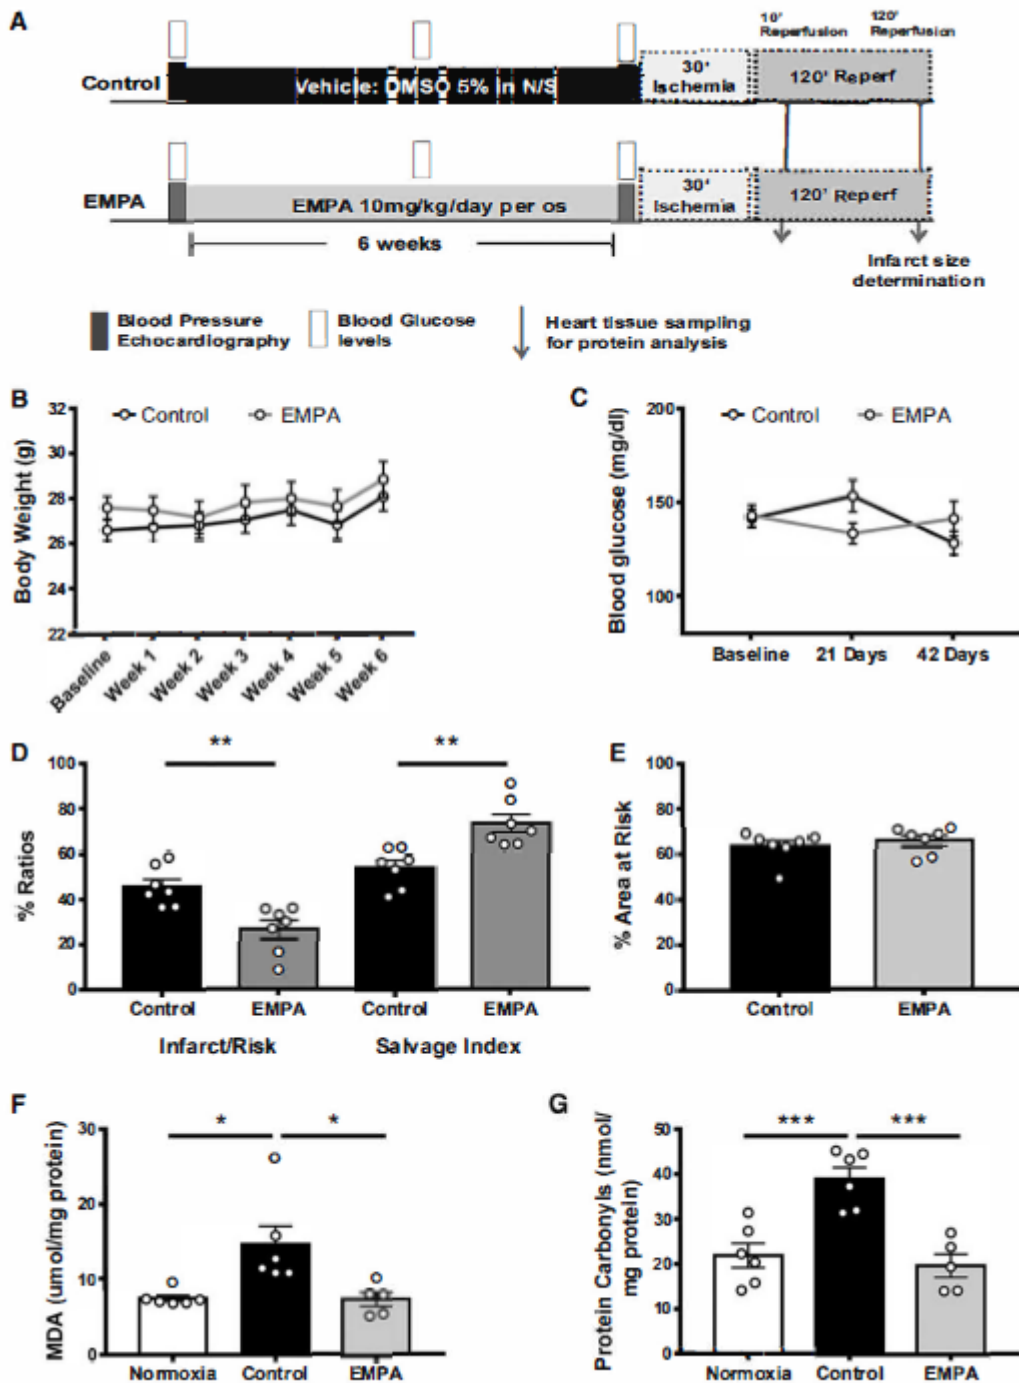 A
10' Reperfusion
120' Reperfusion
Control
Vehicle: DMSO 5% in N/S
30' Ischemia
120' Reperf
EMPA
EMPA 10mg/kg/day per os
30' Ischemia
120' Reperf
6 weeks
Infarct size
determination
Blood Pressure
Echocardiography
Blood Glucose
levels
Heart tissue sampling
for protein analysis
B
Control
EMPA
Body Weight (g)
32
30
28
26
24
22
Baseline
Week 1
Week 2
Week 3
Week 4
Week 5
Week 6
C
Control
EMPA
Blood glucose (mg/dl)
200
150
100
Baseline
21 Days
42 Days
D
% Ratios
100
80
60
40
20
0
**
**
Control
EMPA
Control
EMPA
Infarct/Risk
Salvage Index
E
% Area at Risk
100
80
60
40
20
0
Control
EMPA
F
MDA (umol/mg protein)
30
20
10
0
*
*
Normoxia
Control
EMPA
G
Protein Carbonyls (nmol/
mg protein)
50
40
30
20
10
0
***
***
Normoxia
Control
EMPA